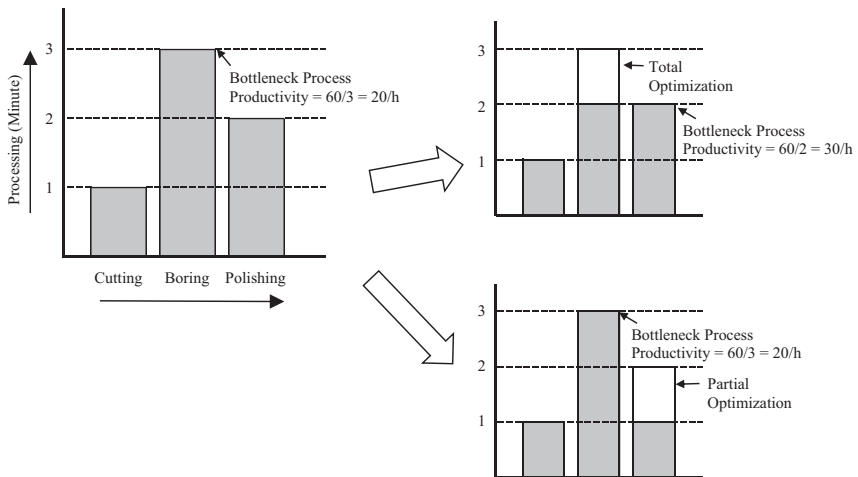 Processing (Minute)
3
2
1
Bottleneck Process
Productivity = 60/3 = 20/h
Cutting Boring Polishing
3
2
1
Total
Optimization
Bottleneck Process
Productivity = 60/2 = 30/h
3
2
1
Bottleneck Process
Productivity = 60/3 = 20/h
Partial
Optimization